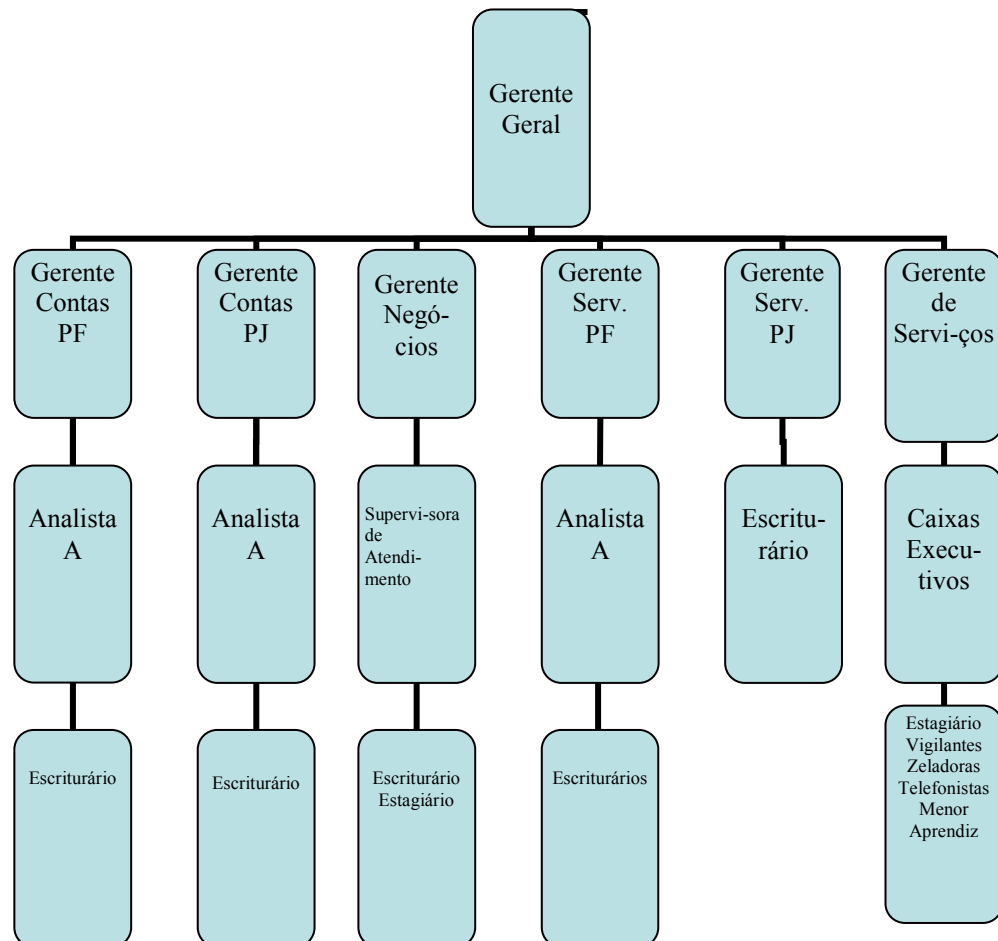 Gerente
Geral
Gerente
Contas
PF
Gerente
Contas
PJ
Gerente
Negó-
cios
Gerente
Serv.
PF
Gerente
Serv.
PJ
Gerente
de
Servi-ços
Analista
A
Analista
A
Supervi-sora
de
Atendi-
mento
Analista
A
Escritu-
rário
Caixas
Execu-
tivos
Escriturário
Escriturário
Escriturário
Estagiário
Escriturários
Estagiário
Vigilantes
Zeladoras
Telefonistas
Menor
Aprendiz